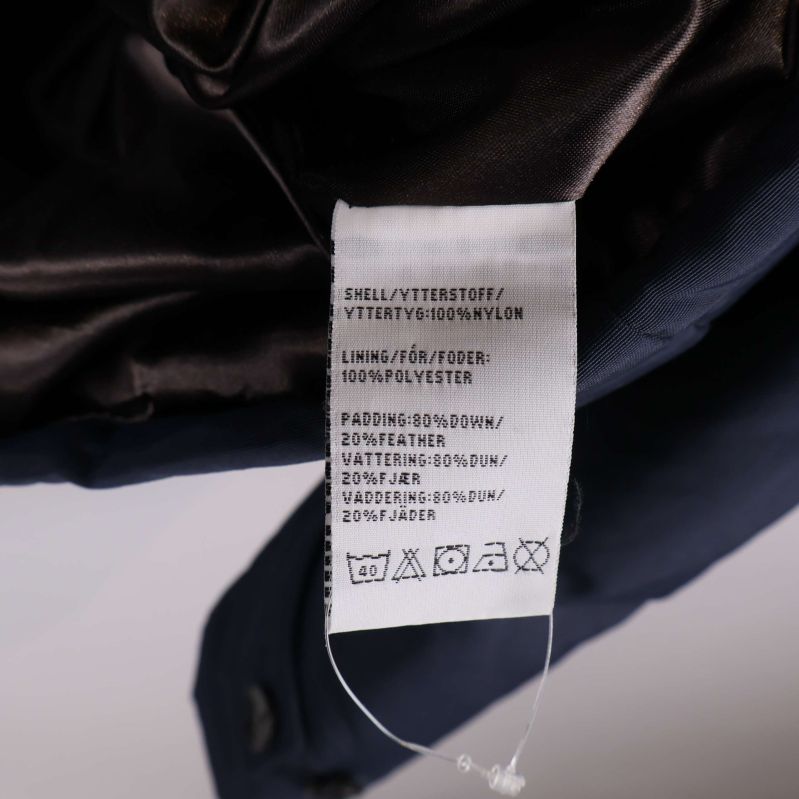 SHELL/YTTERSTOFF/
YTTERTYG:100%NYLON
LINING/FÓR/FODER:
100%POLYESTER
PADDING:80%DOWN/
20%FEATHER
VATTERING:80%DUN/
20%FJÆR
VADDERING:80%DUN/
20%FJÄDER
40